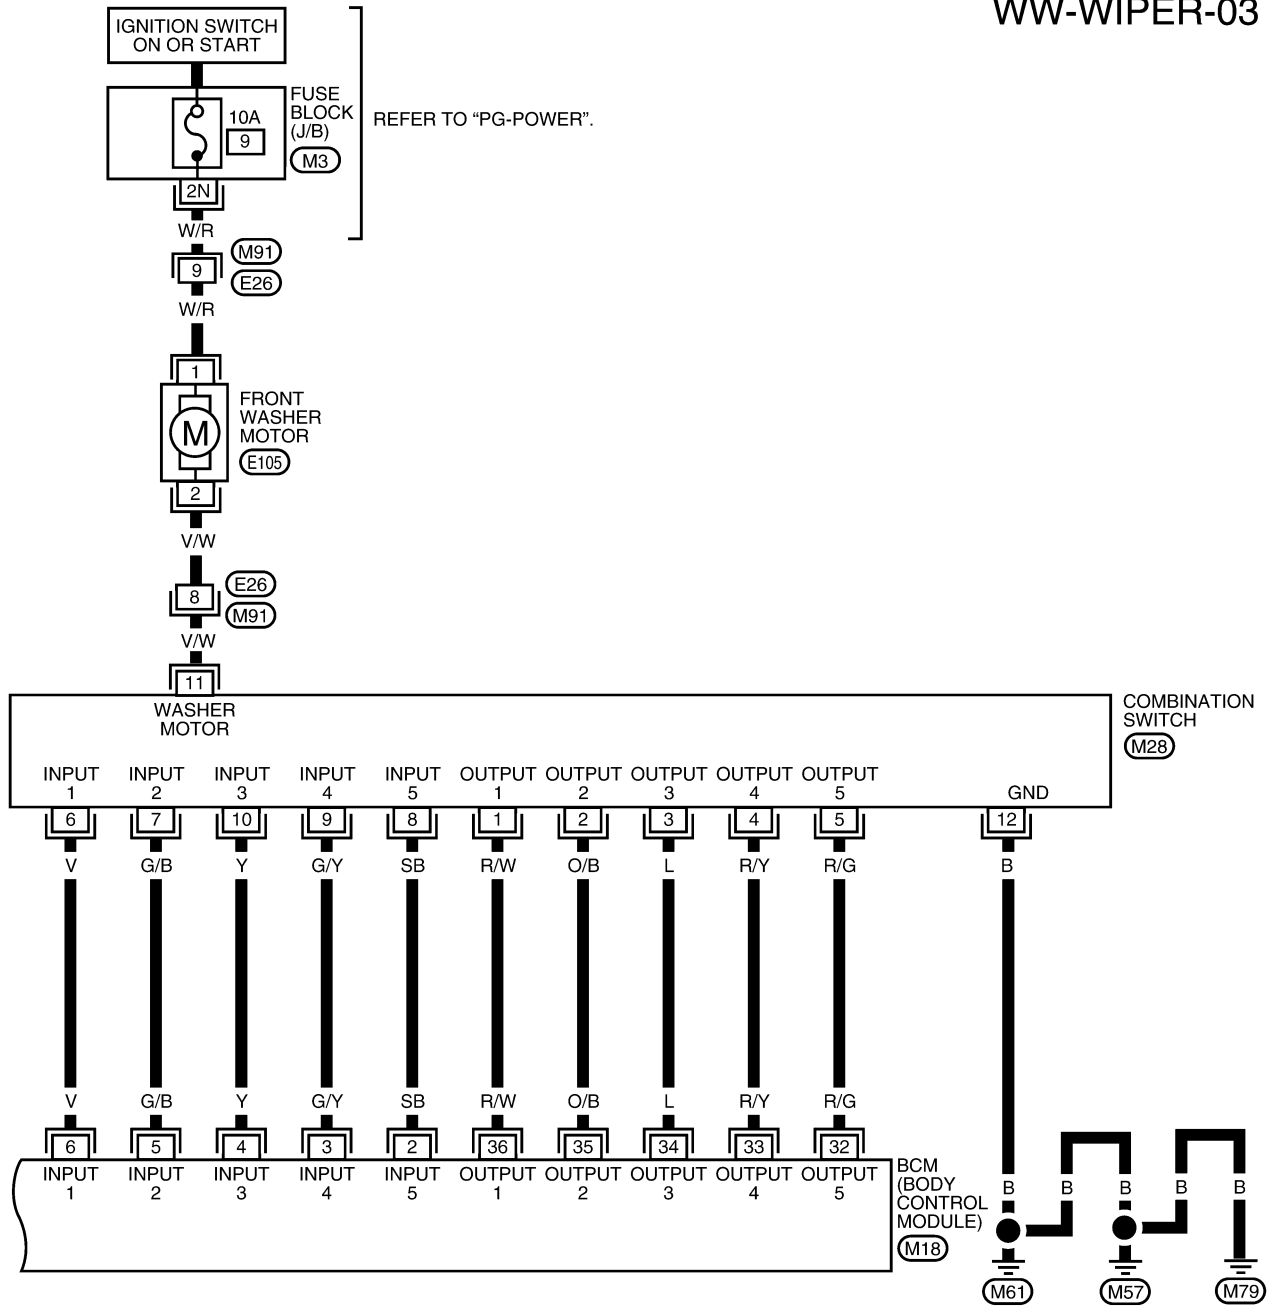 WW-WIPER-03
IGNITION SWITCH
ON OR START
FUSE
BLOCK
(J/B)
M3
10A
9
REFER TO “PG-POWER”.
2N
W/R
M91
9
E26
W/R
1
FRONT
WASHER
MOTOR
E105
M
2
V/W
E26
8
M91
V/W
11
WASHER
MOTOR
COMBINATION
SWITCH
M28
INPUT INPUT INPUT INPUT INPUT OUTPUT OUTPUT OUTPUT OUTPUT OUTPUT
1 2 3 4 5 1 2 3 4 5 GND
6 7 10 9 8 1 2 3 4 5 12
V G/B Y G/Y SB R/W O/B L R/Y R/G B
V G/B Y G/Y SB R/W O/B L R/Y R/G
6 5 4 3 2 36 35 34 33 32
INPUT INPUT INPUT INPUT INPUT OUTPUT OUTPUT OUTPUT OUTPUT OUTPUT
1 2 3 4 5 1 2 3 4 5
BCM
(BODY
CONTROL
MODULE)
M18
B B B B B
M61 M57 M79